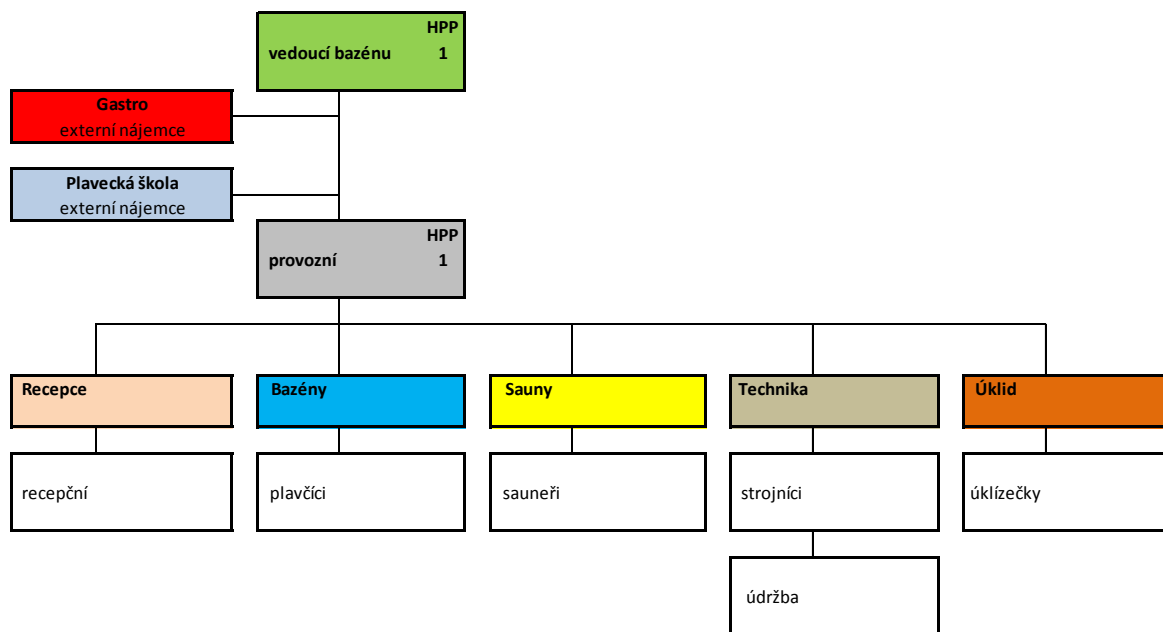 HPP
vedoucí bazénu 1
Gastro
externí nájemce
Plavecká škola
externí nájemce
HPP
provozní 1
Recepce
Bazény
Sauny
Technika
Úklid
recepční
plavčíci
sauneři
strojníci
úklízečky
údržba